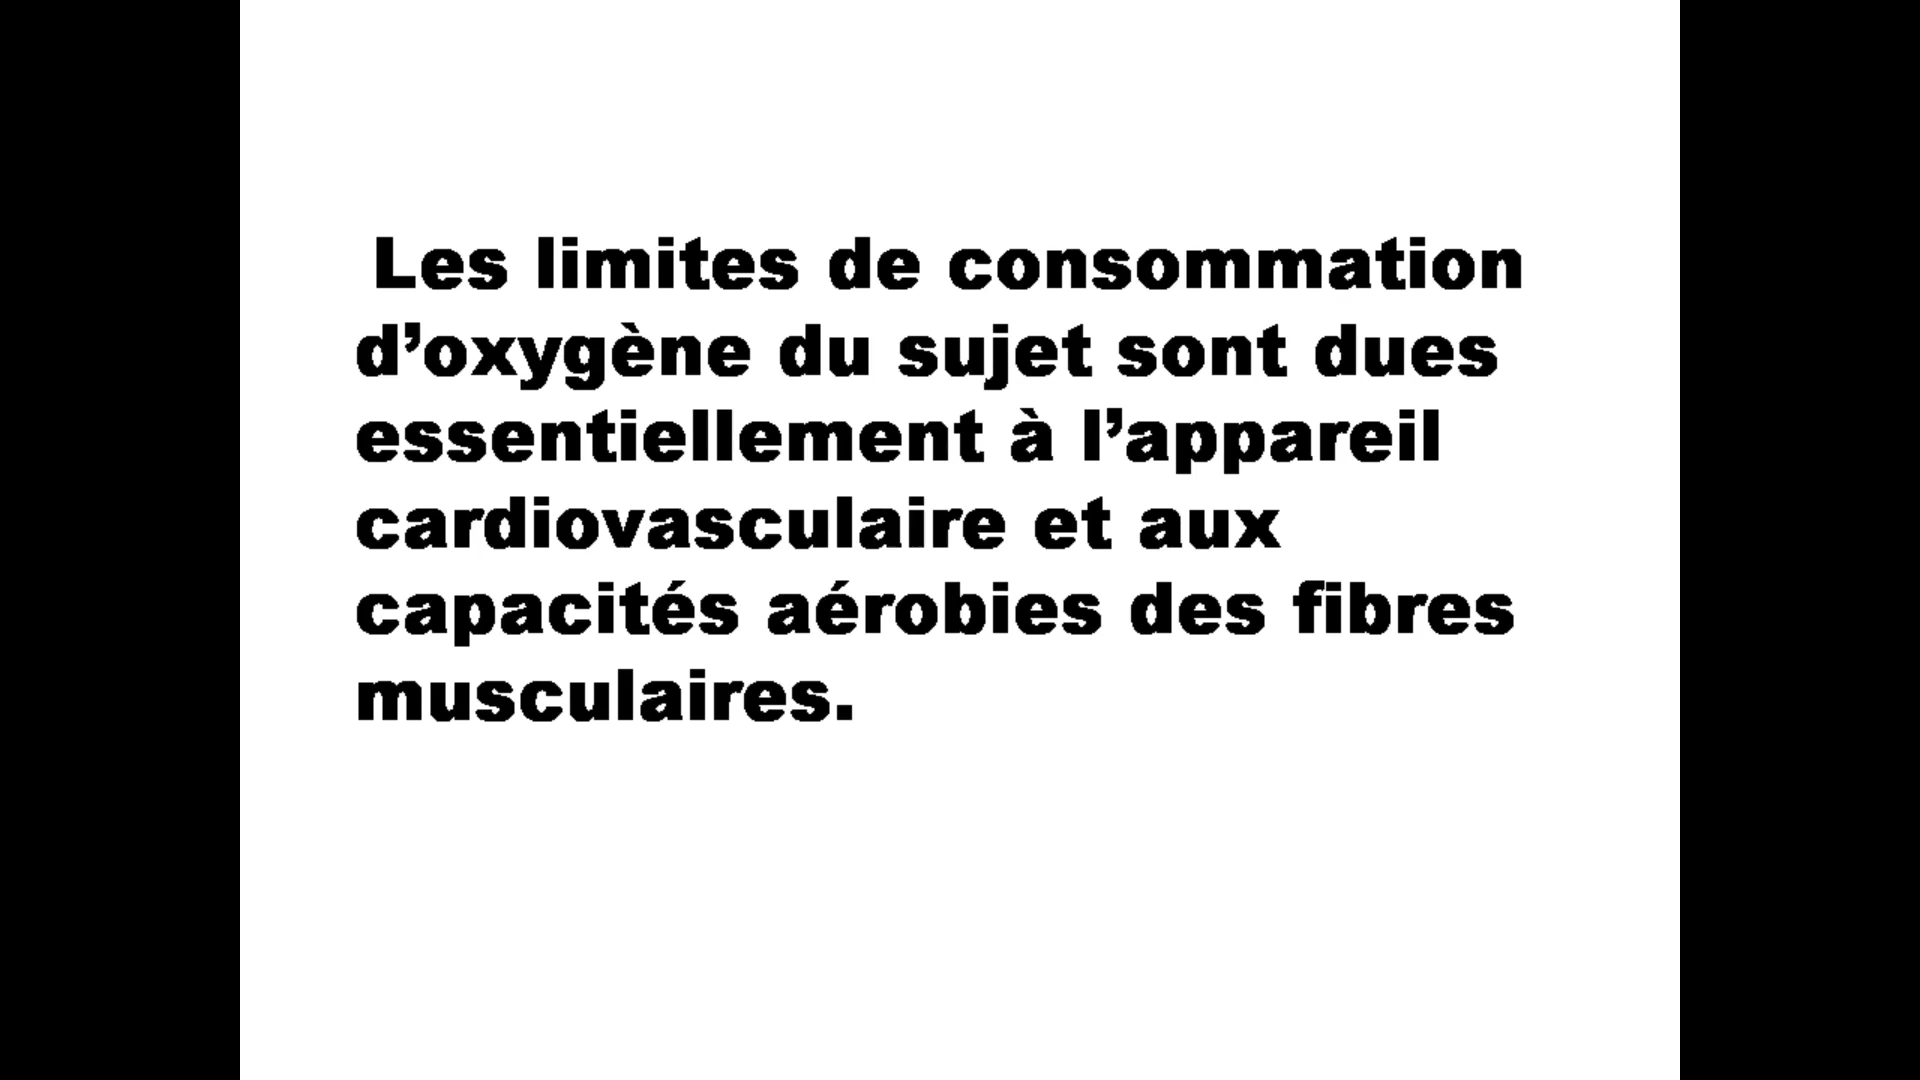 Les limites de consommation
d’oxygène du sujet sont dues
essentiellement à l’appareil
cardiovasculaire et aux
capacités aérobies des fibres
musculaires.